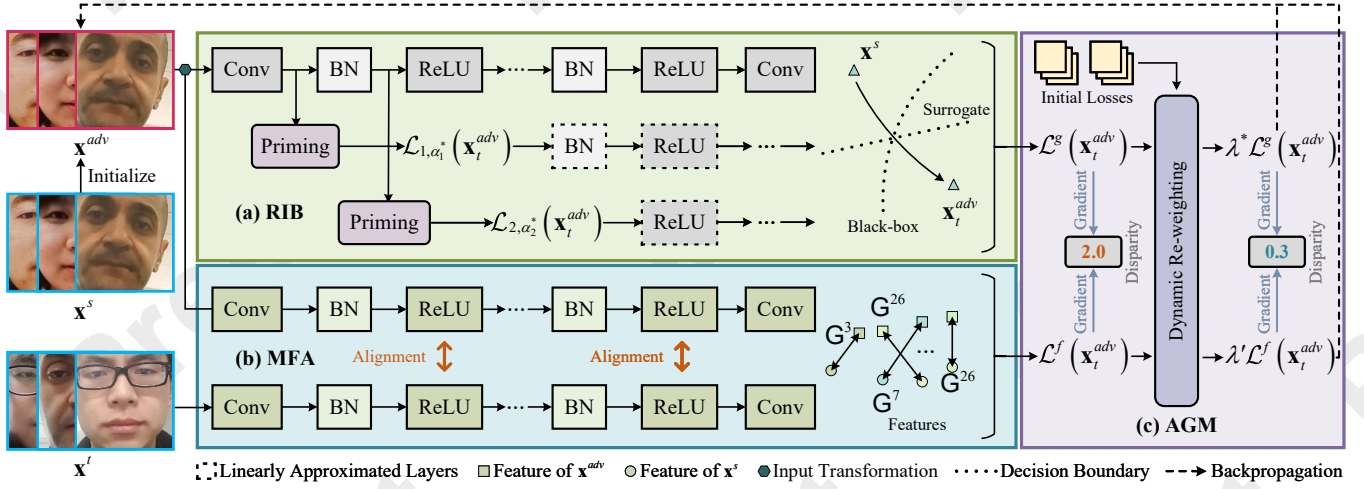 x^adv
Initialize
x^s
x^t
Conv BN ReLU ... BN ReLU Conv
Priming L_{1,α_1^*}(x_t^adv) BN ReLU ...
(a) RIB
Priming L_{2,α_2^*}(x_t^adv) ReLU ...
x^s
Surrogate
x_t^adv
Black-box
Conv BN ReLU ... BN ReLU Conv
(b) MFA
Alignment Alignment
Conv BN ReLU ... BN ReLU Conv
G^3 G^26
...
G^7 G^26
Features
Initial Losses
L^g(x_t^adv) λ^* L^g(x_t^adv)
Gradient Gradient
2.0 0.3
Disparity Disparity
Gradient Gradient
Dynamic Re-weighting
L^f(x_t^adv) λ' L^f(x_t^adv)
(c) AGM
Linearly Approximated Layers Feature of x^adv Feature of x^s Input Transformation Decision Boundary Backpropagation